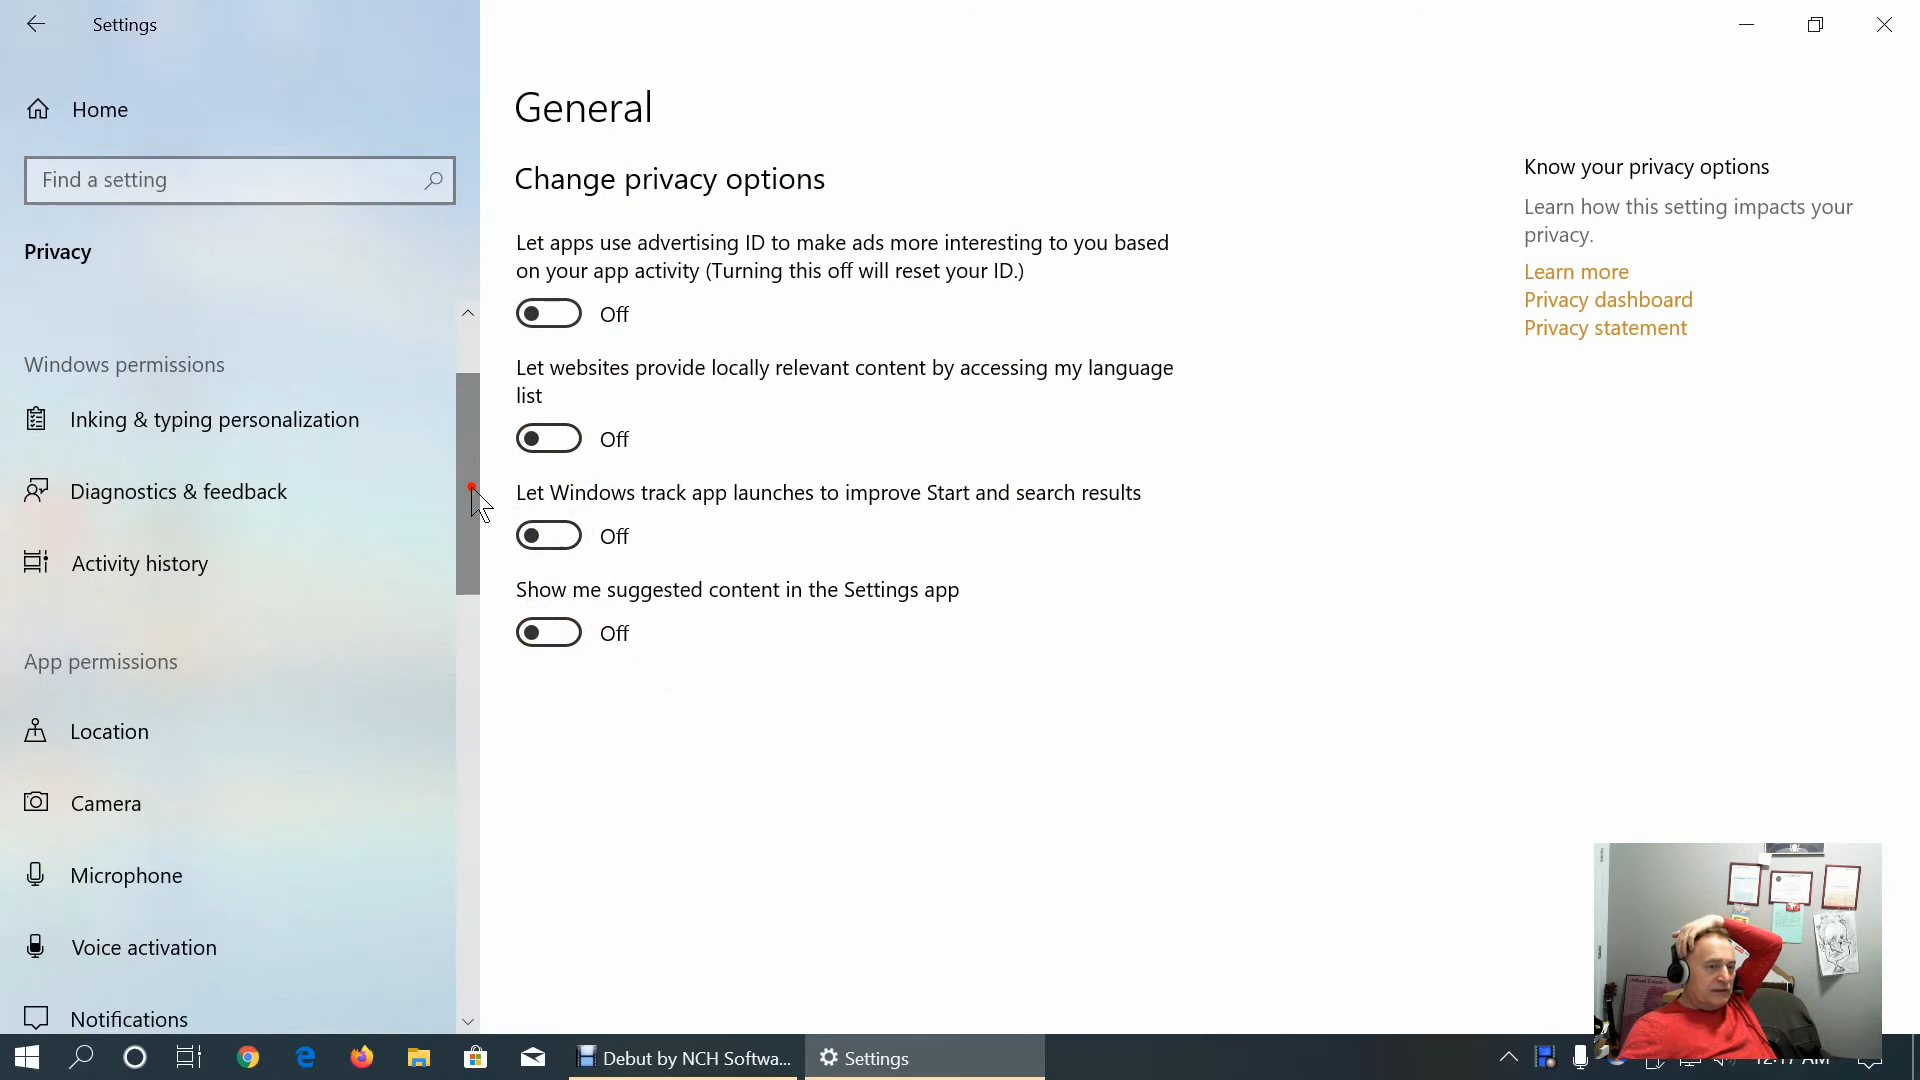 Settings
Home
Find a setting
Privacy
Windows permissions
Inking & typing personalization
Diagnostics & feedback
Activity history
App permissions
Location
Camera
Microphone
Voice activation
Notifications
General
Change privacy options
Let apps use advertising ID to make ads more interesting to you based
on your app activity (Turning this off will reset your ID.)
Off
Let websites provide locally relevant content by accessing my language
list
Off
Let Windows track app launches to improve Start and search results
Off
Show me suggested content in the Settings app
Off
Know your privacy options
Learn how this setting impacts your
privacy.
Learn more
Privacy dashboard
Privacy statement
Debut by NCH Softwa...
Settings
12:17 AM